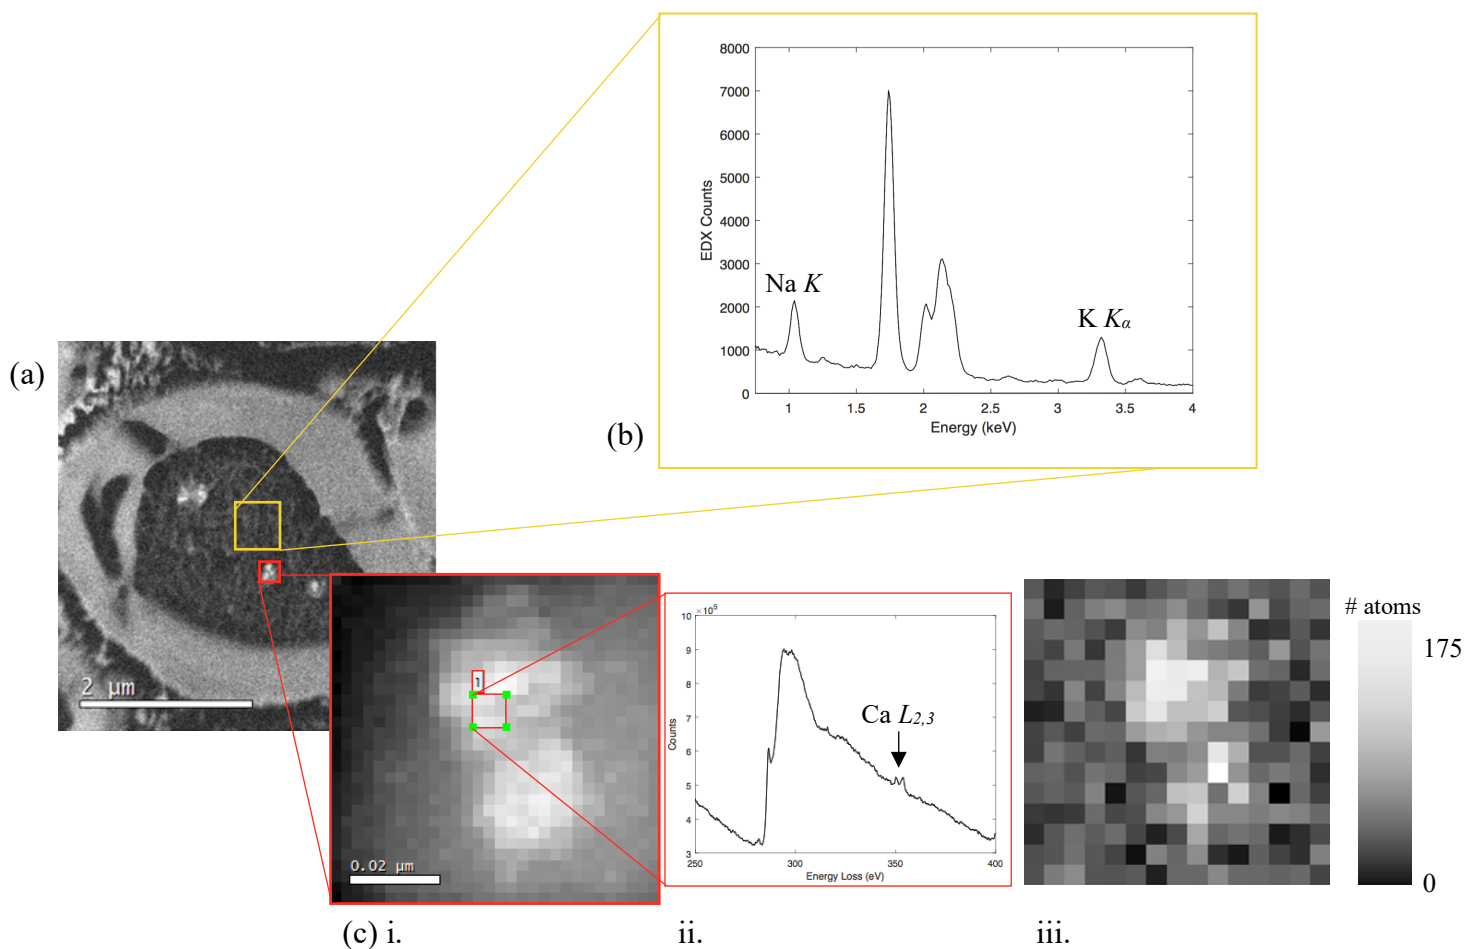 8000
7000
6000
5000
4000
3000
2000
1000
0
EDX Counts
Na K
K Kα
1
1.5
2
2.5
3
3.5
4
Energy (keV)
(b)
(a)
2 μm
1
0.02 μm
(c) i.
×10⁵
10
9
8
7
6
5
4
3
Counts
Ca L2,3
250
300
350
400
Energy Loss (eV)
ii.
# atoms
175
0
iii.